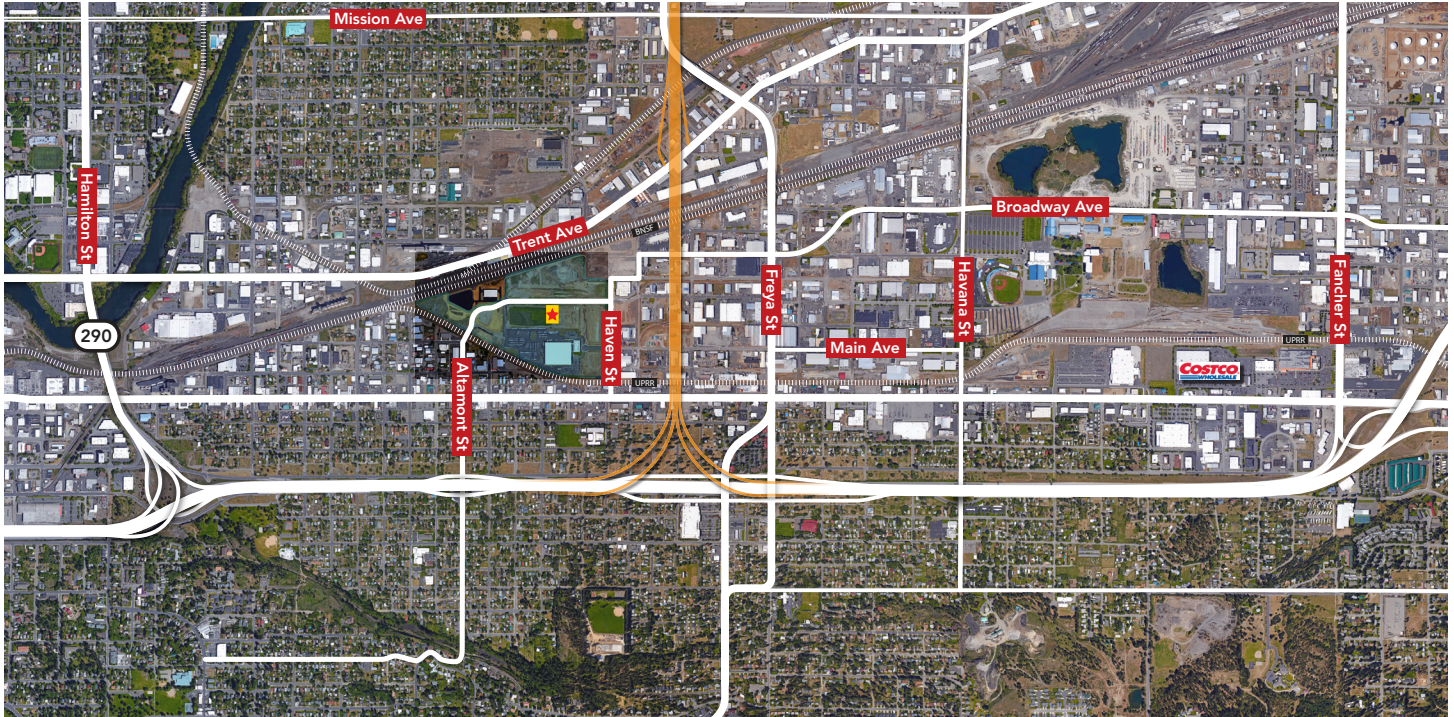 Mission Ave
Hamilton St
Trent Ave
BNSF
Broadway Ave
290
Haven St
Freya St
Havana St
Fancher St
Main Ave
UPRR
COSTCO
WHOLESALE
Altamont St
UPRR